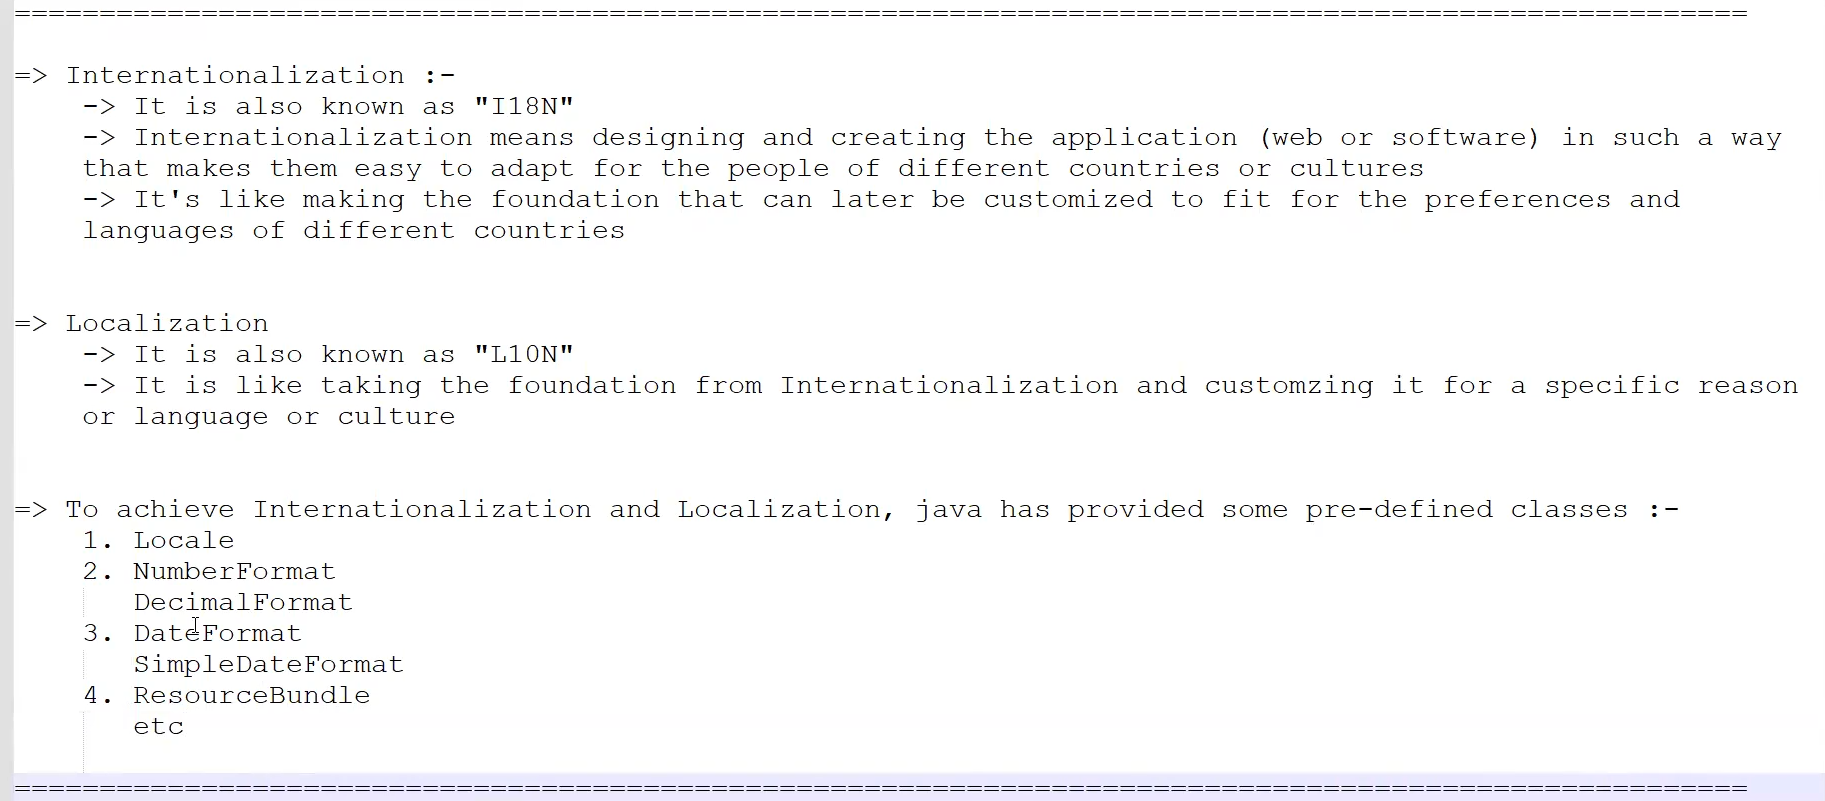 =======================================================================================================
=> Internationalization :-
-> It is also known as "I18N"
-> Internationalization means designing and creating the application (web or software) in such a way
that makes them easy to adapt for the people of different countries or cultures
-> It's like making the foundation that can later be customized to fit for the preferences and
languages of different countries
=> Localization
-> It is also known as "L10N"
-> It is like taking the foundation from Internationalization and customzing it for a specific reason
or language or culture
=> To achieve Internationalization and Localization, java has provided some pre-defined classes :-
1. Locale
2. NumberFormat
DecimalFormat
3. DateFormat
SimpleDateFormat
4. ResourceBundle
etc
=======================================================================================================